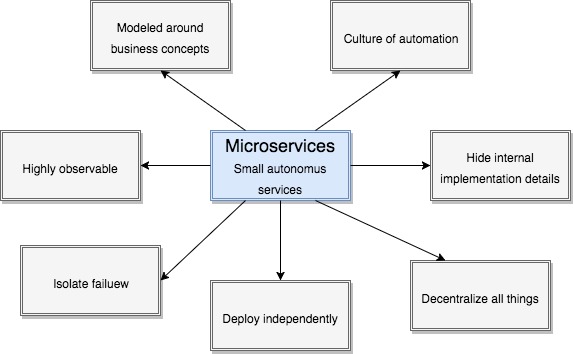 Modeled around
business concepts
Culture of automation
Microservices
Small autonomus
services
Highly observable
Hide internal
implementation details
Isolate failuew
Deploy independently
Decentralize all things